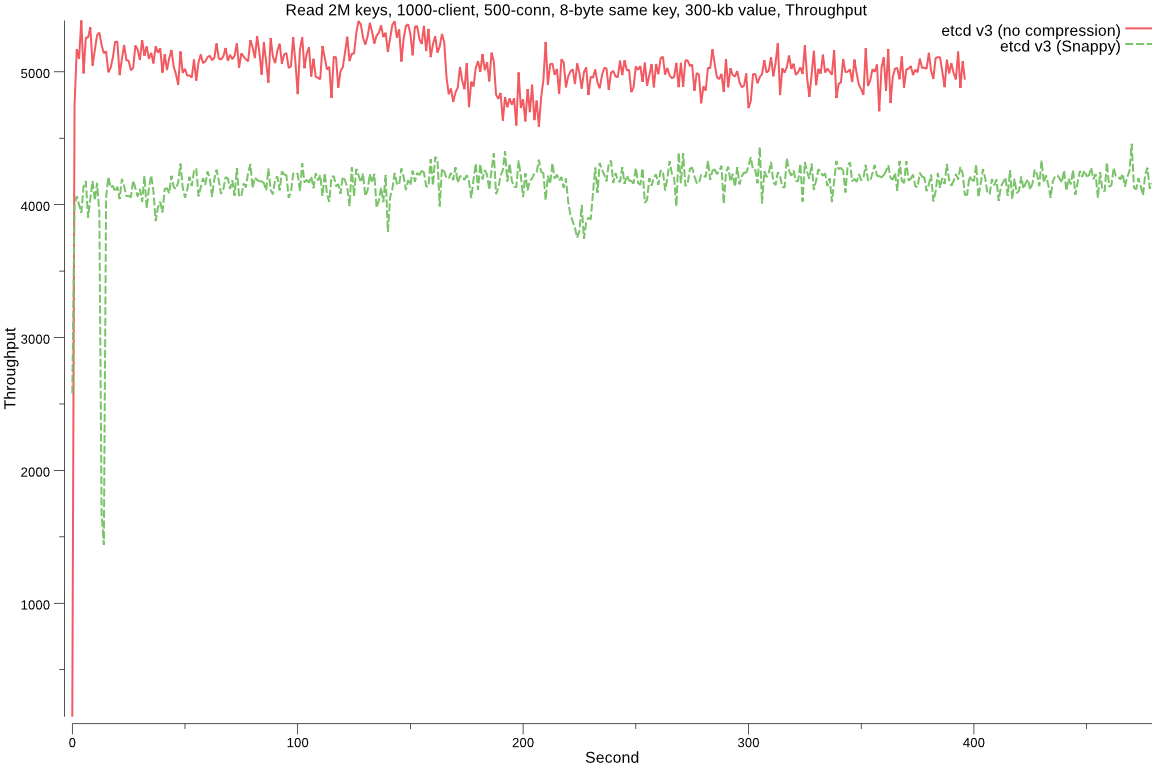 Read 2M keys, 1000-client, 500-conn, 8-byte same key, 300-kb value, Throughput
etcd v3 (no compression)
etcd v3 (Snappy)
5000
4000
3000
2000
1000
Throughput
0 100 200 300 400
Second